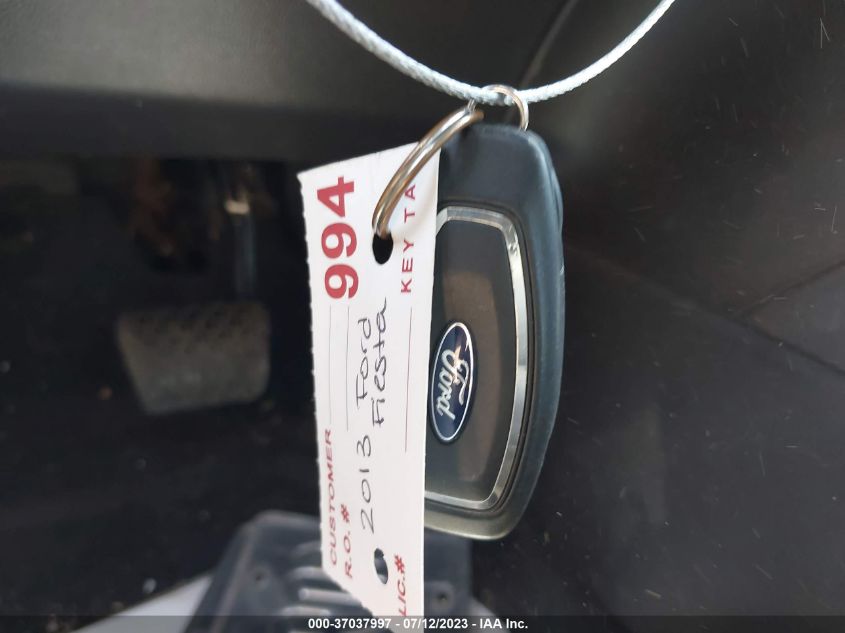 994
KEY TA
CUSTOMER
R.O. #
2013 Ford
Fiesta
LIC.#
Ford
000-37037997 - 07/12/2023 - IAA Inc.